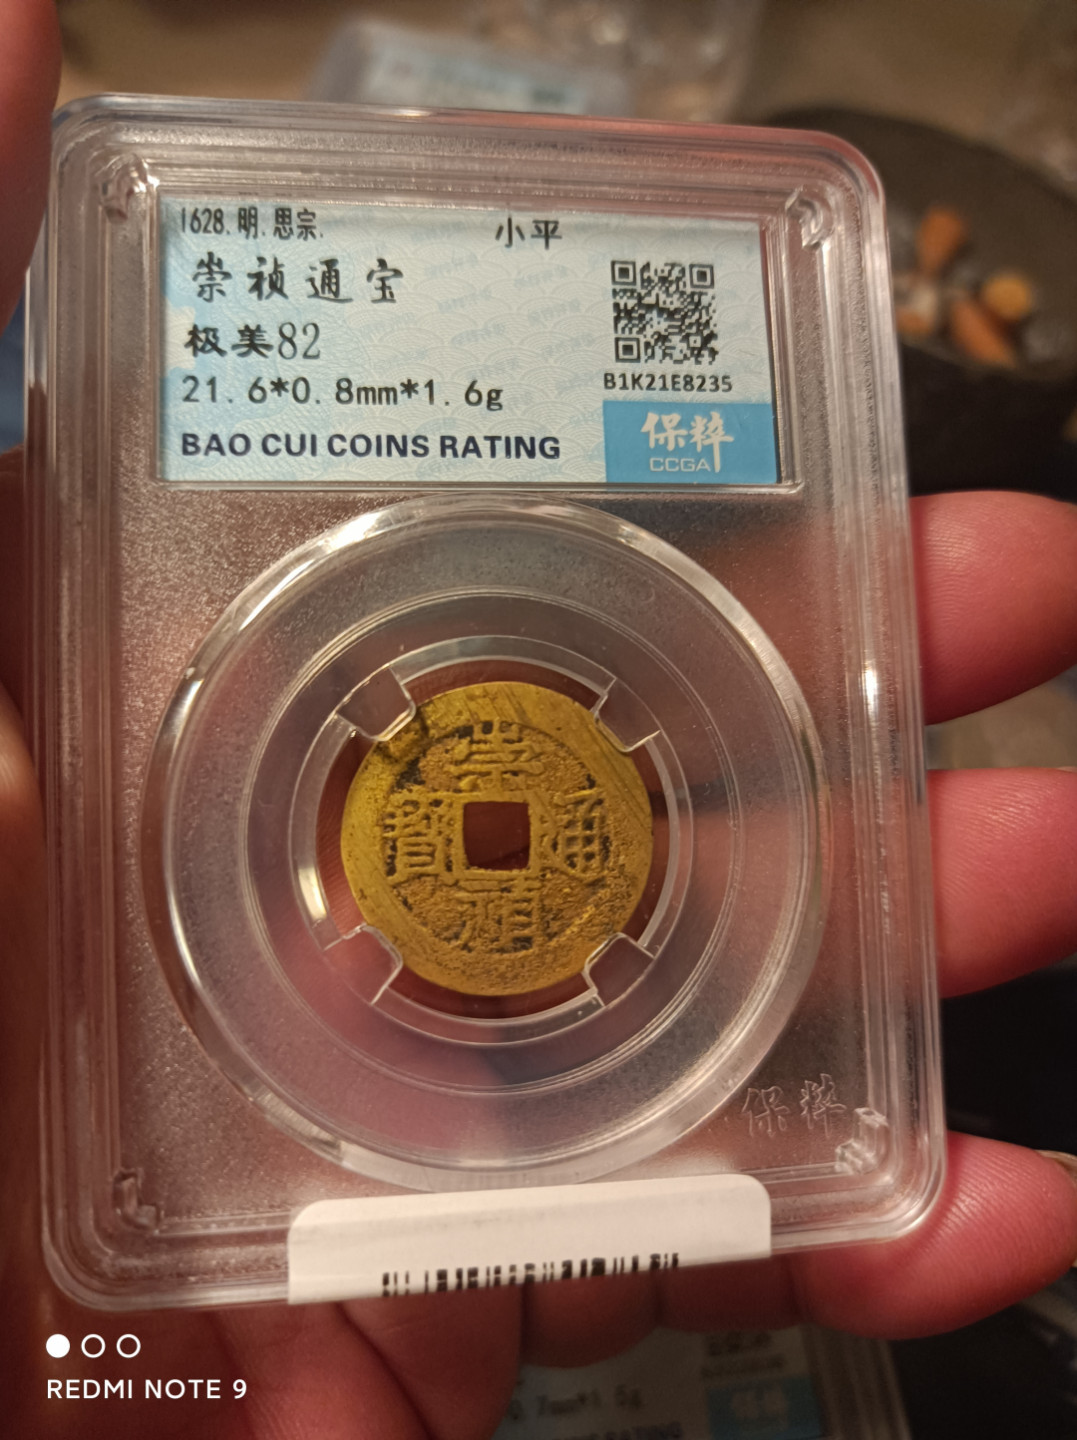 1628.明.思宗.
小平
崇祯通宝
极美82
21.6*0.8mm*1.6g
B1K21E8235
BAO CUI COINS RATING
保粹
CCGA
崇
寶 通
禎
保粹
REDMI NOTE 9